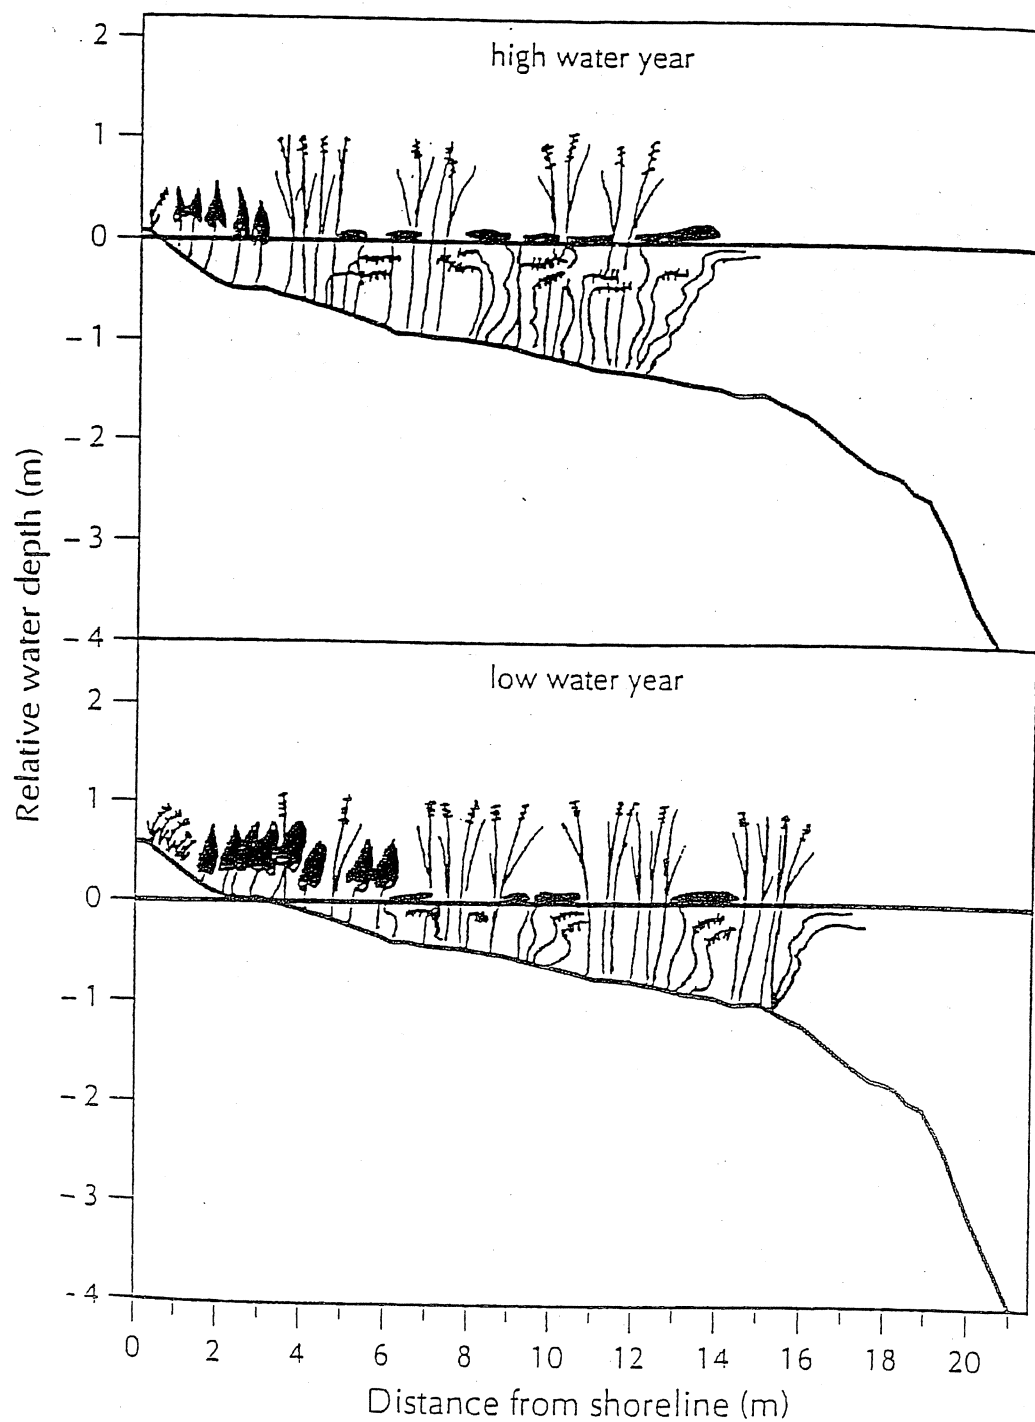 high water year
2
1
0
-1
-2
-3
-4
Relative water depth (m)
low water year
2
1
0
-1
-2
-3
-4
0 2 4 6 8 10 12 14 16 18 20
Distance from shoreline (m)